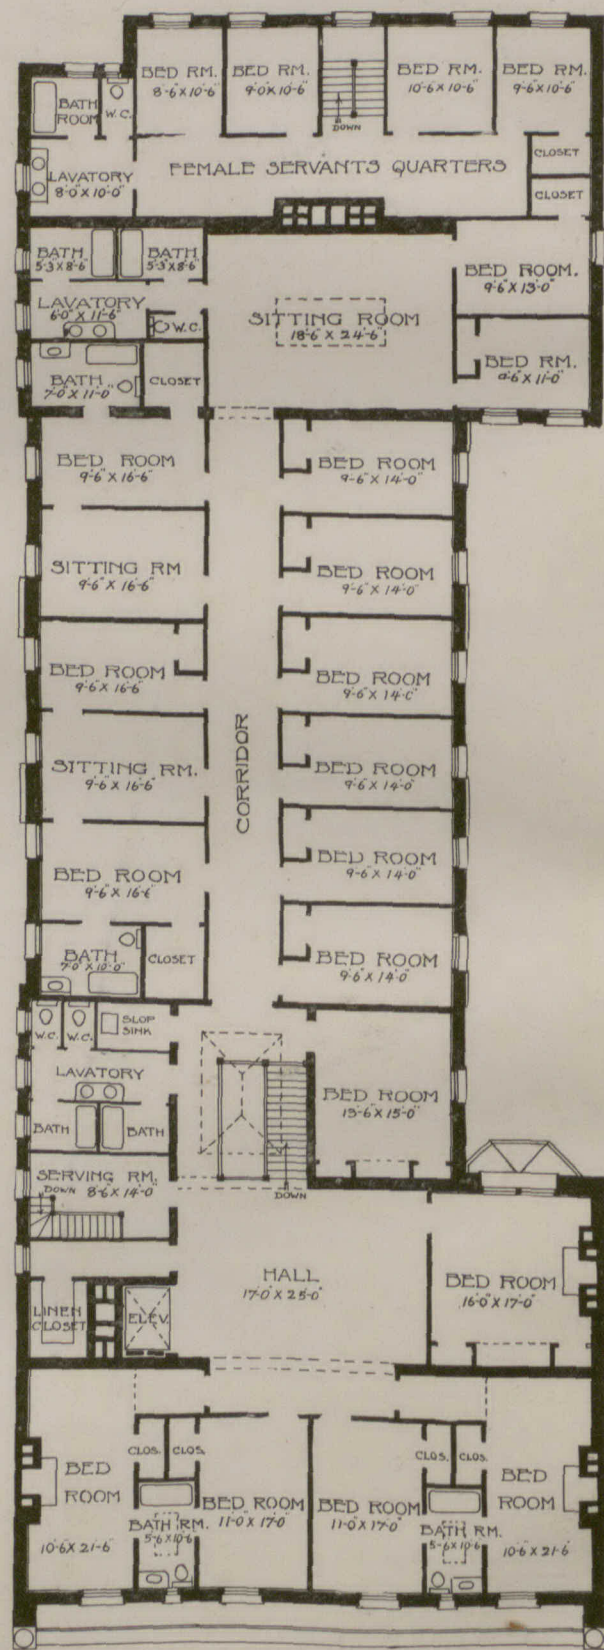 BED RM.
8-6 X 10-6
BED RM.
9-0 X 10-6
DOWN
BED RM.
10-6 X 10-6
BED RM.
9-6 X 10-6
BATH
ROOM
W.C.
LAVATORY
8-0 X 10-0
FEMALE SERVANTS QUARTERS
CLOSET
CLOSET
BATH
5-3 X 8-6
BATH
5-3 X 8-6
LAVATORY
6-0 X 11-6
W.C.
SITTING ROOM
18-6 X 24-6
BED ROOM.
9-6 X 13-0
BATH
7-0 X 11-0
CLOSET
BED RM.
9-6 X 11-0
BED ROOM
9-6 X 16-6
BED ROOM
9-6 X 14-0
SITTING RM
9-6 X 16-6
BED ROOM
9-6 X 14-0
BED ROOM
9-6 X 16-6
BED ROOM
9-6 X 14-0
CORRIDOR
SITTING RM.
9-6 X 16-6
BED ROOM
9-6 X 14-0
BED ROOM
9-6 X 16-6
BED ROOM
9-6 X 14-0
BATH
7-0 X 10-0
CLOSET
BED ROOM
9-6 X 14-0
W.C.
W.C.
SLOP
SINK
LAVATORY
BATH
BATH
BED ROOM
13-6 X 15-0
SERVING RM.
DOWN 8-6 X 14-0
DOWN
HALL
17-0 X 25-0
BED ROOM
16-0 X 17-0
LINEN
CLOSET
ELEV.
BED
ROOM
10-6 X 21-6
CLOS.
CLOS.
BATH RM.
5-6 X 10-6
BED ROOM
11-0 X 17-0
BED ROOM
11-0 X 17-0
CLOS.
CLOS.
BATH RM.
5-6 X 10-6
BED
ROOM
10-6 X 21-6